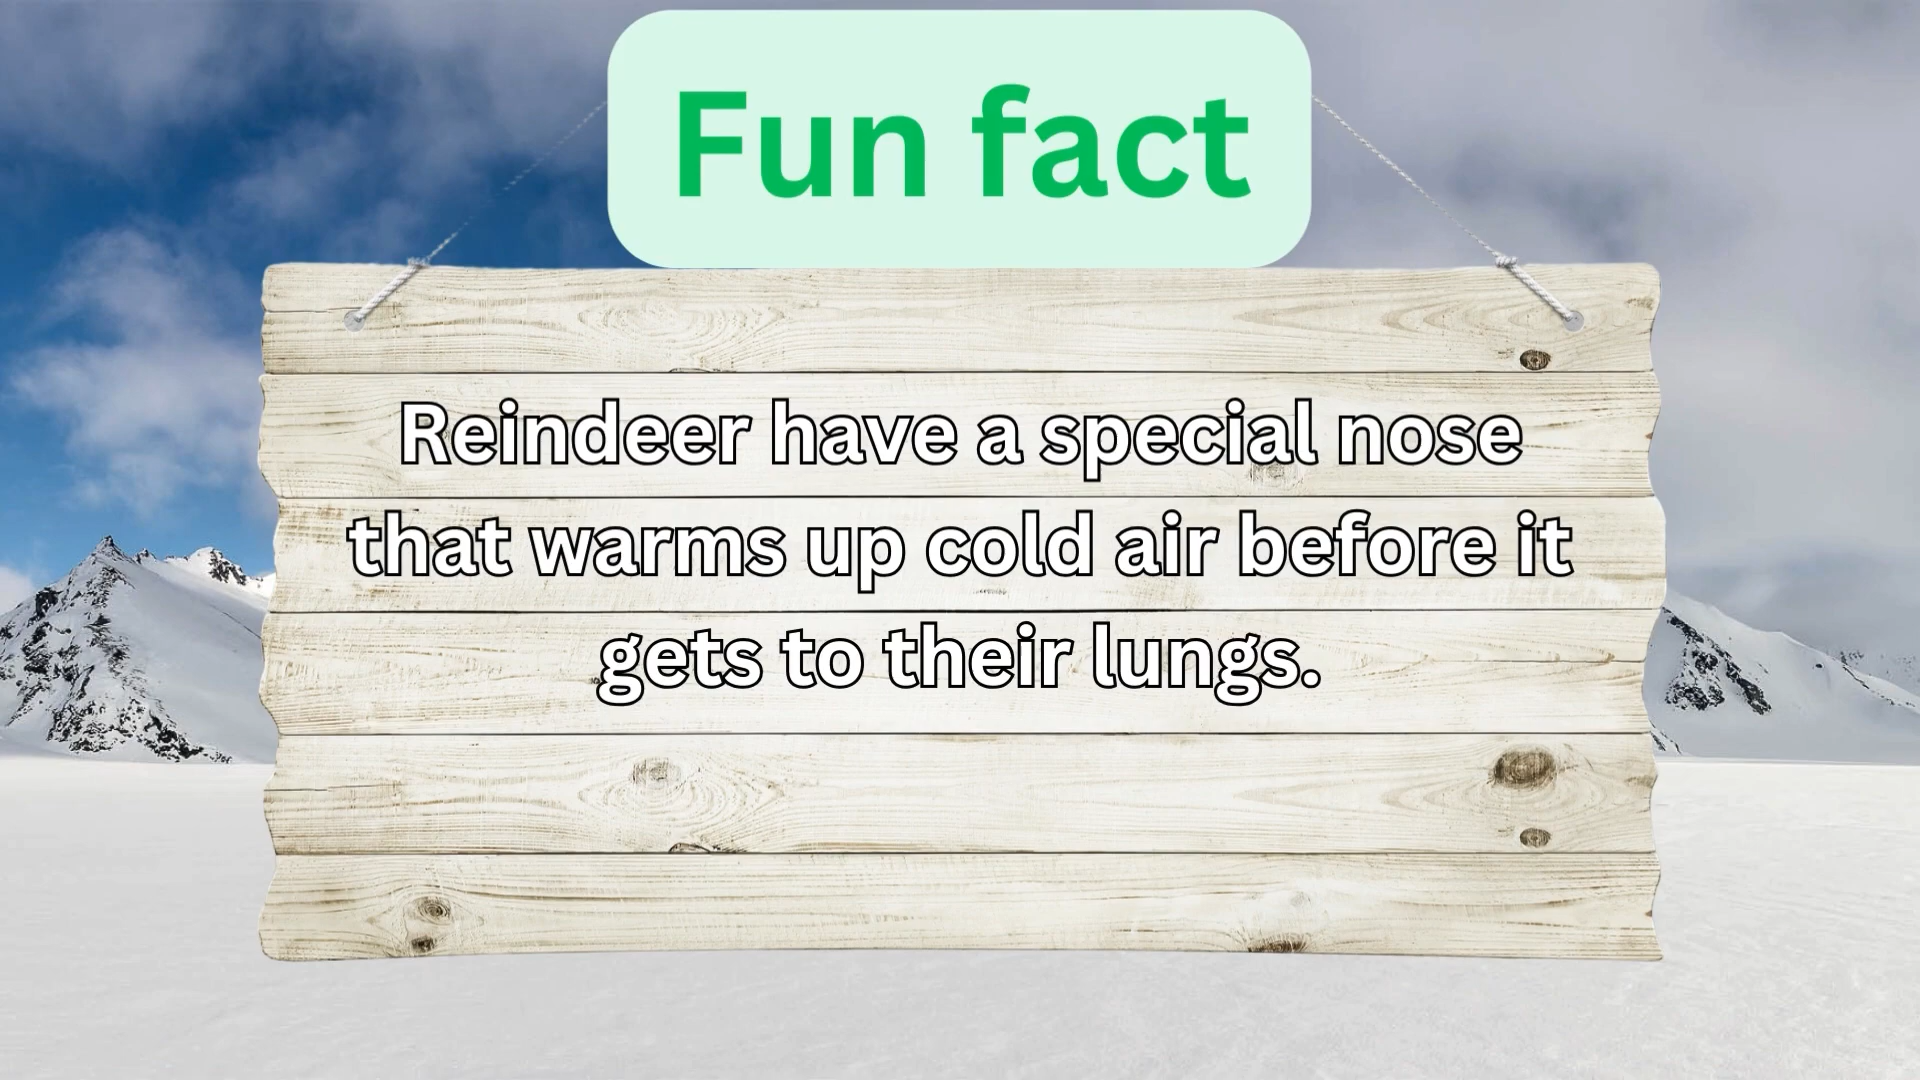 Fun fact
Reindeer have a special nose
that warms up cold air before it
gets to their lungs.